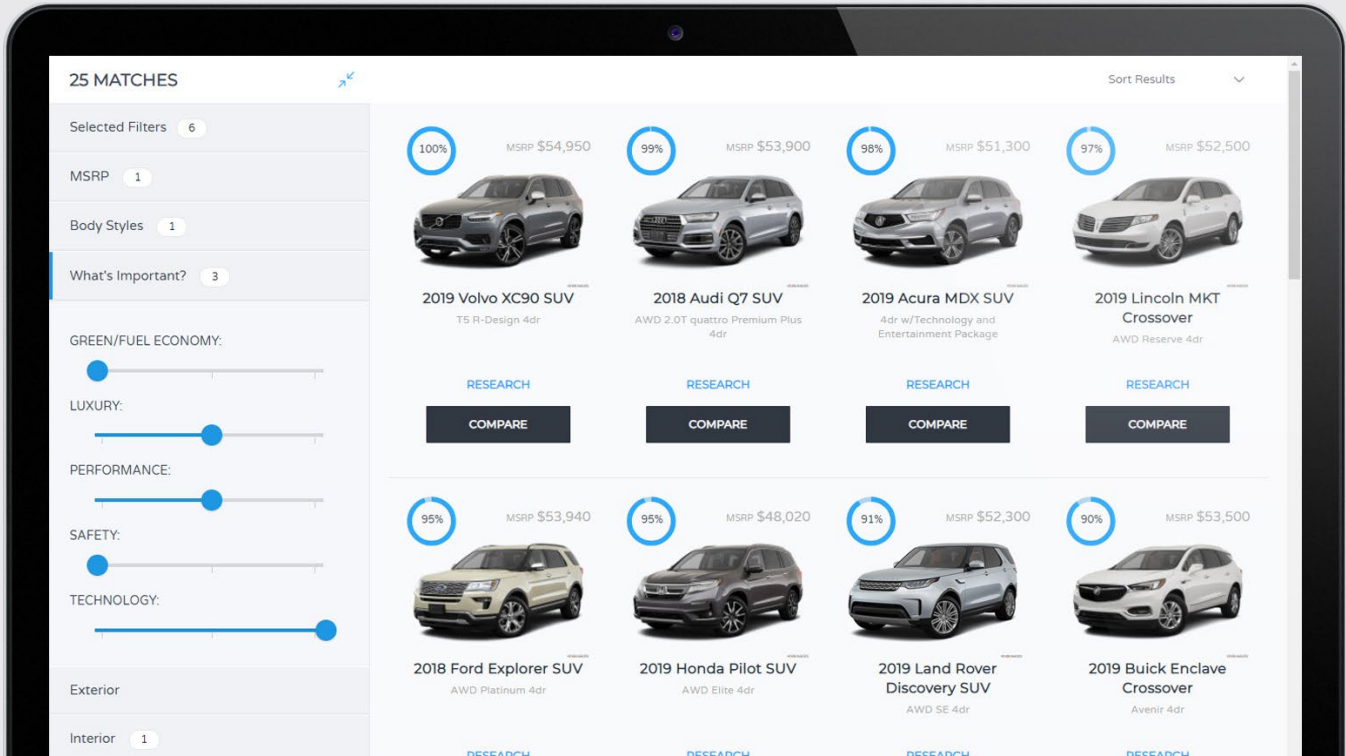 25 MATCHES
Sort Results
Selected Filters 6
MSRP 1
Body Styles 1
What's Important? 3
GREEN/FUEL ECONOMY:
LUXURY:
PERFORMANCE:
SAFETY:
TECHNOLOGY:
Exterior
Interior 1
100% MSRP $54,950
2019 Volvo XC90 SUV
T5 R-Design 4dr
RESEARCH
COMPARE
99% MSRP $53,900
2018 Audi Q7 SUV
AWD 2.0T quattro Premium Plus
4dr
RESEARCH
COMPARE
98% MSRP $51,300
2019 Acura MDX SUV
4dr w/Technology and
Entertainment Package
RESEARCH
COMPARE
97% MSRP $52,500
2019 Lincoln MKT
Crossover
AWD Reserve 4dr
RESEARCH
COMPARE
95% MSRP $53,940
2018 Ford Explorer SUV
AWD Platinum 4dr
RESEARCH
95% MSRP $48,020
2019 Honda Pilot SUV
AWD Elite 4dr
RESEARCH
91% MSRP $52,300
2019 Land Rover
Discovery SUV
AWD SE 4dr
RESEARCH
90% MSRP $53,500
2019 Buick Enclave
Crossover
Avenir 4dr
RESEARCH